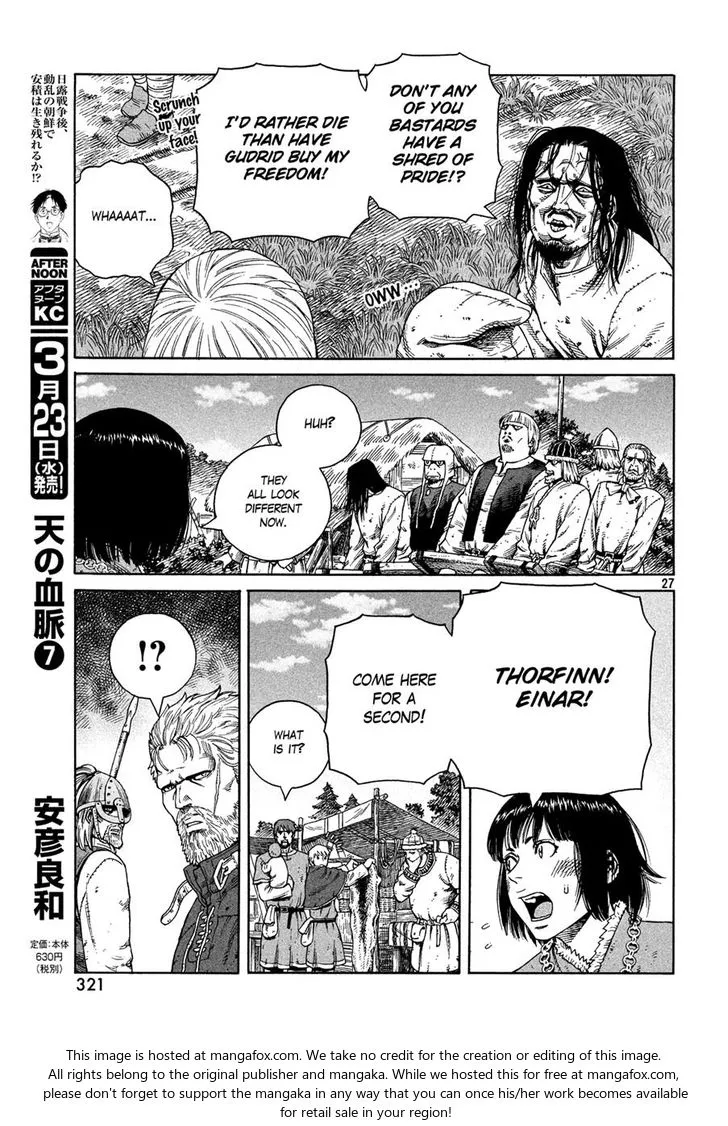 DON'T ANY
OF YOU
BASTARDS
HAVE A
SHRED OF
PRIDE!?
I'D RATHER DIE
THAN HAVE
GUDRID BUY MY
FREEDOM!
Scrunch
up your
face!
WHAAAAT...
OWW...
HUH?
THEY
ALL LOOK
DIFFERENT
NOW.
27
THORFINN!
EINAR!
COME HERE
FOR A
SECOND!
WHAT
IS IT?
!?
日露戦争後、
動乱の朝鮮で
安積は生き残れるか!?
AFTER
NOON
アフタ
ヌーン
KC
3月23日(水)発売!
天の血脈 7
安彦良和
定価:本体
630円
(税別)
321
This image is hosted at mangafox.com. We take no credit for the creation or editing of this image.
All rights belong to the original publisher and mangaka. While we hosted this for free at mangafox.com,
please don't forget to support the mangaka in any way that you can once his/her work becomes available
for retail sale in your region!